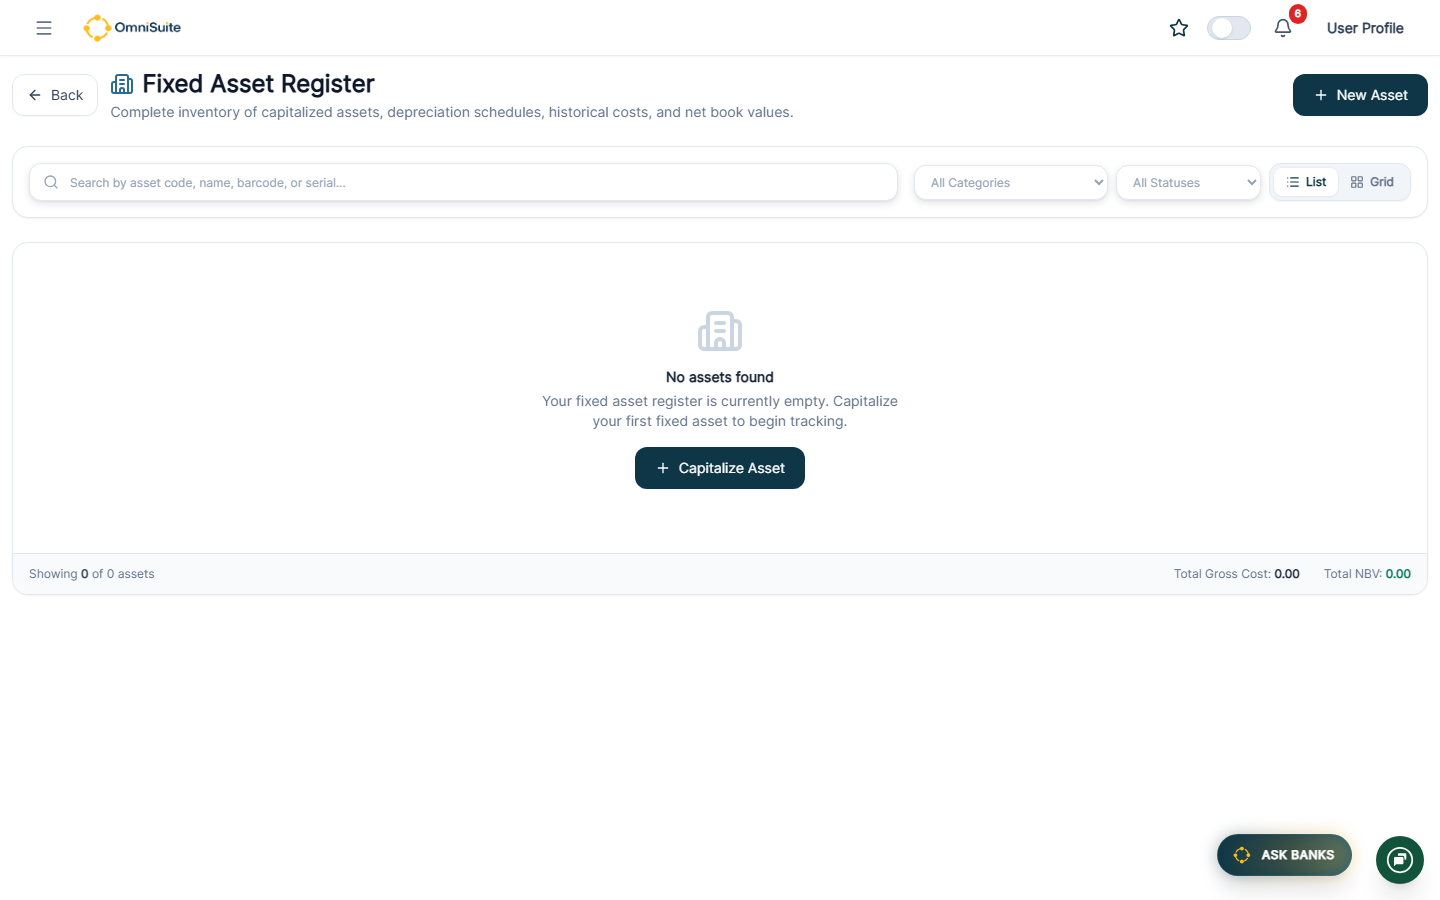 OmniSuite
6
User Profile
Back
Fixed Asset Register
Complete inventory of capitalized assets, depreciation schedules, historical costs, and net book values.
New Asset
Search by asset code, name, barcode, or serial...
All Categories
All Statuses
List
Grid
No assets found
Your fixed asset register is currently empty. Capitalize
your first fixed asset to begin tracking.
Capitalize Asset
Showing 0 of 0 assets
Total Gross Cost: 0.00
Total NBV: 0.00
ASK BANKS